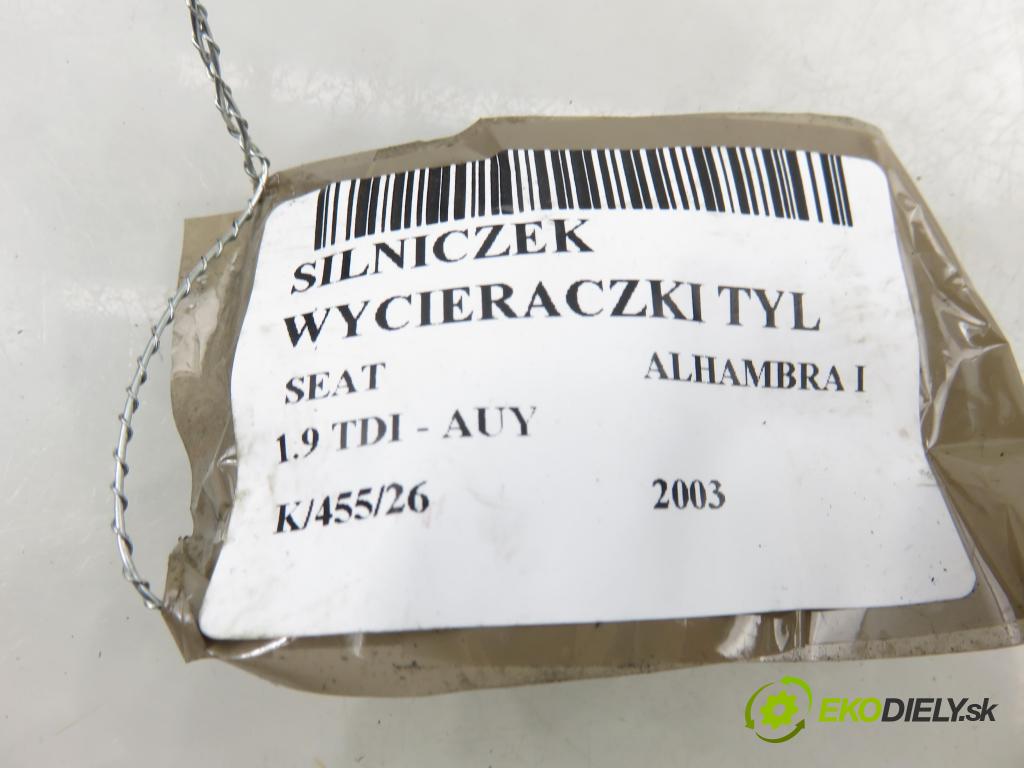 SILNICZEK
WYCIERACZKI TYL
SEAT ALHAMBRA I
1.9 TDI - AUY
K/455/26 2003
EKODIELY.sk